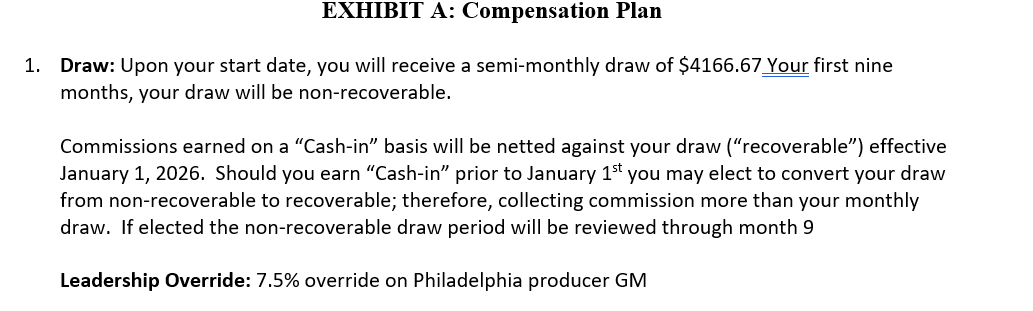 EXHIBIT A: Compensation Plan
1. Draw: Upon your start date, you will receive a semi-monthly draw of $4166.67 Your first nine
months, your draw will be non-recoverable.
Commissions earned on a “Cash-in” basis will be netted against your draw (“recoverable”) effective
January 1, 2026.  Should you earn “Cash-in” prior to January 1st you may elect to convert your draw
from non-recoverable to recoverable; therefore, collecting commission more than your monthly
draw.  If elected the non-recoverable draw period will be reviewed through month 9
Leadership Override: 7.5% override on Philadelphia producer GM